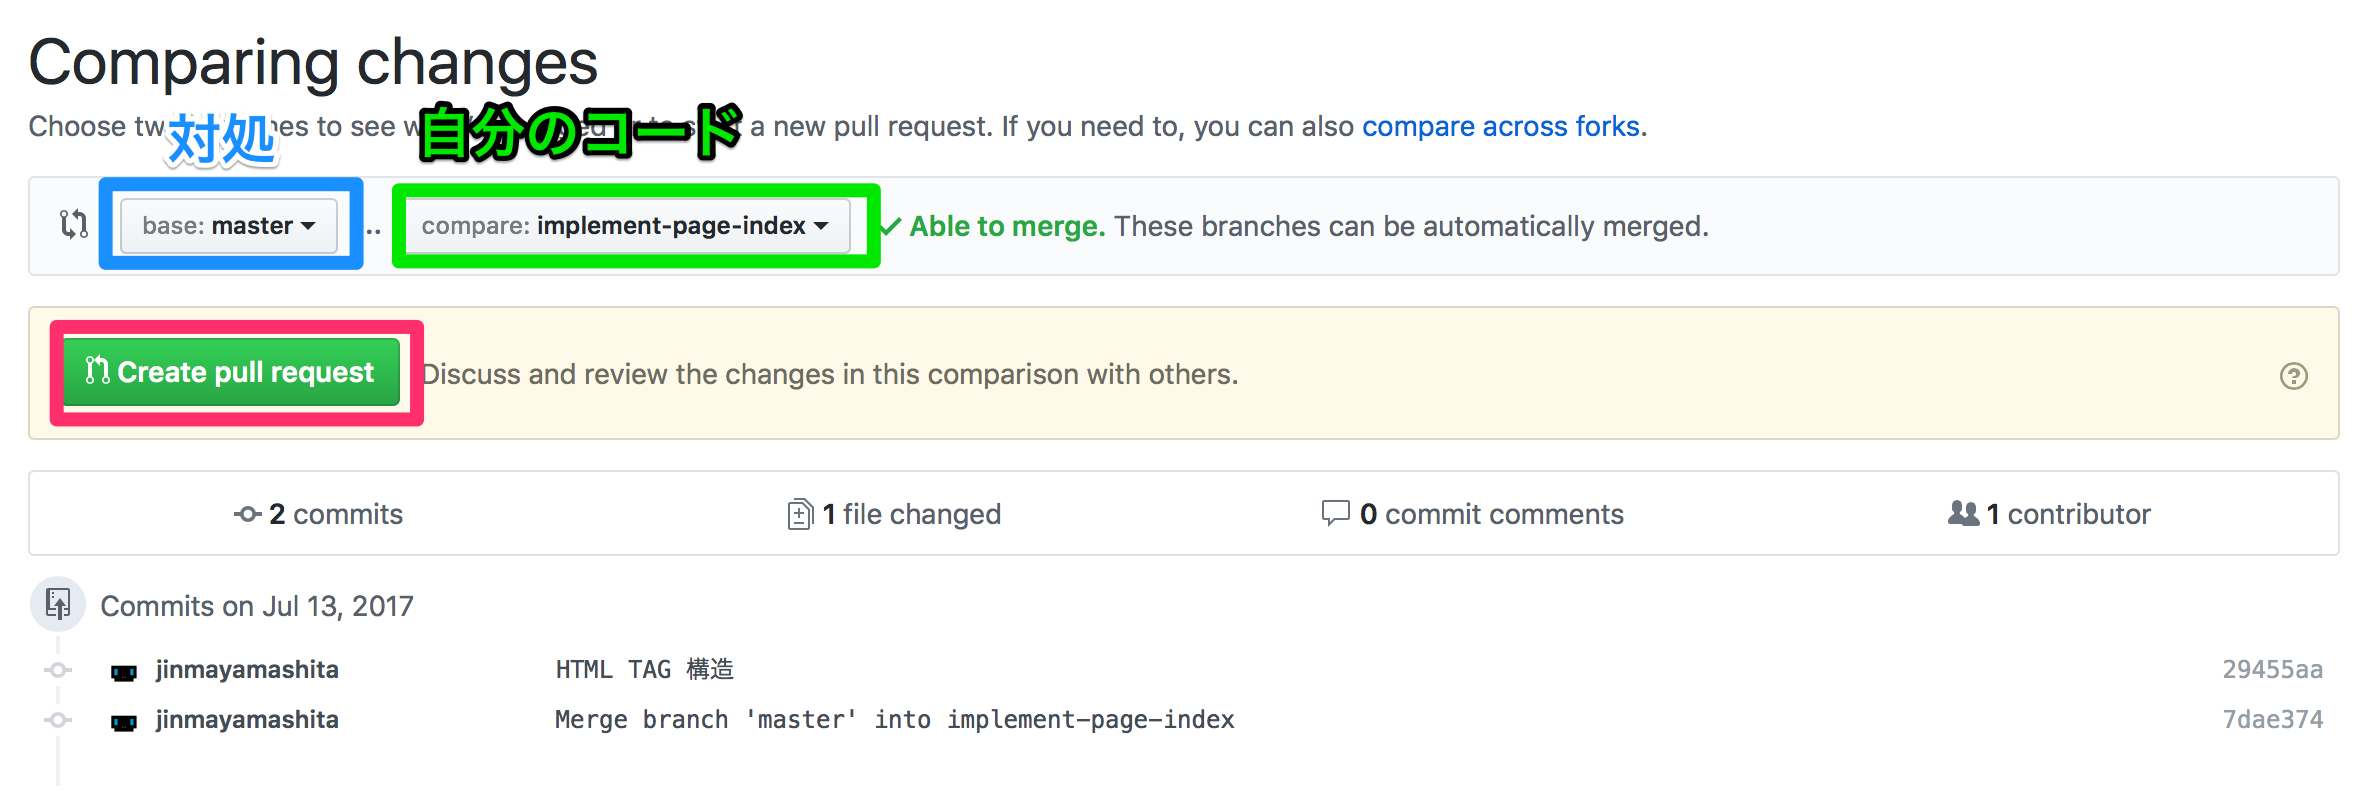 Comparing changes
Choose tw es to see w ed s a new pull request. If you need to, you can also compare across forks.
対処 自分のコード
base: master .. compare: implement-page-index Able to merge. These branches can be automatically merged.
Create pull request Discuss and review the changes in this comparison with others.
2 commits 1 file changed 0 commit comments 1 contributor
Commits on Jul 13, 2017
jinmayamashita HTML TAG 構造 29455aa
jinmayamashita Merge branch 'master' into implement-page-index 7dae374